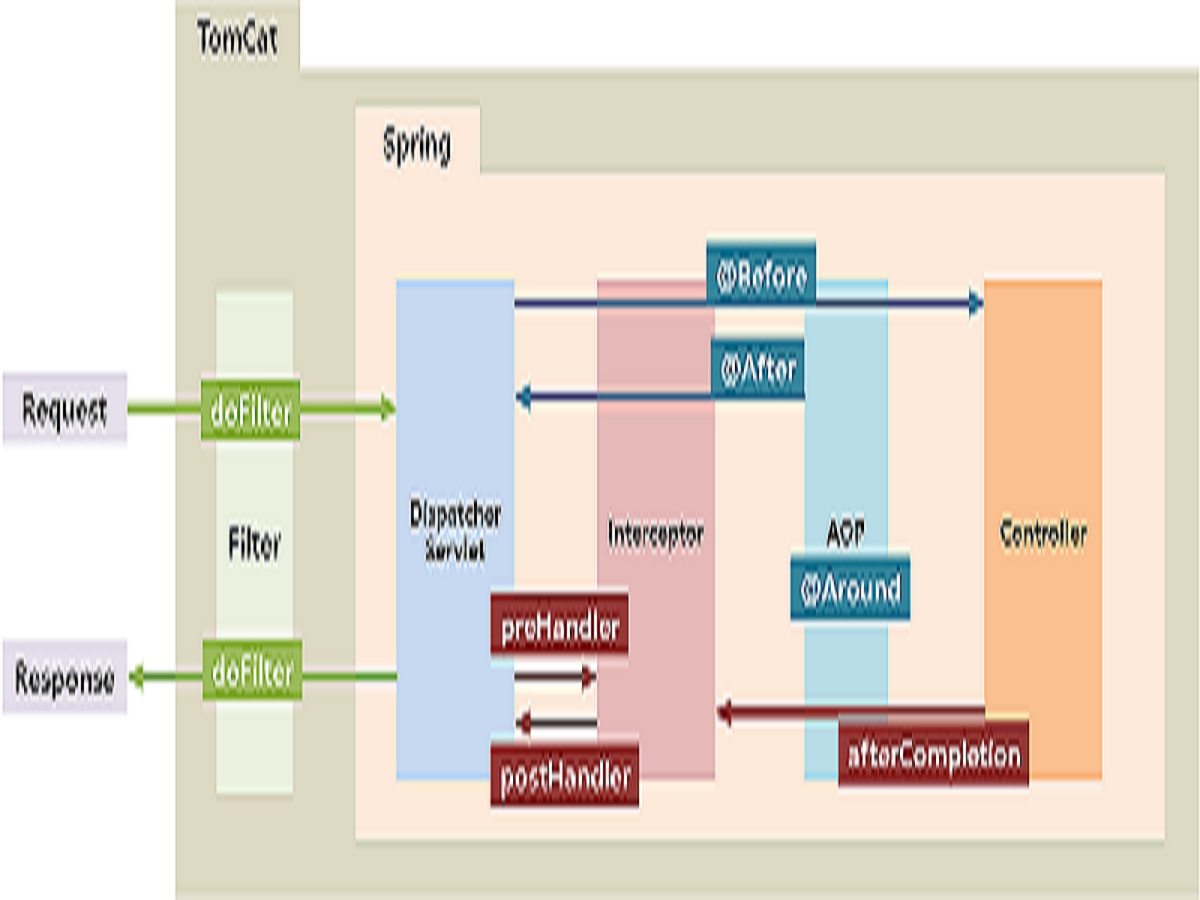 TomCat
Spring
@Before
@After
Request
doFilter
Dispatcher
Servlet
Interceptor
AOP
Controller
Filter
@Around
preHandler
Response
doFilter
postHandler
afterCompletion